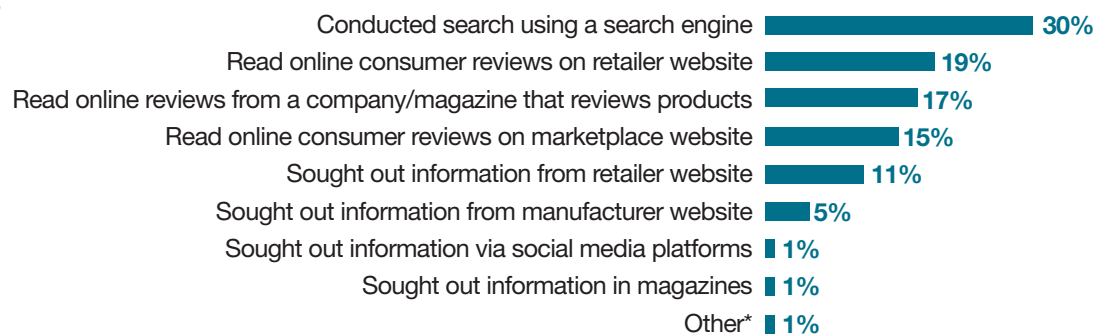 Conducted search using a search engine 30%
Read online consumer reviews on retailer website 19%
Read online reviews from a company/magazine that reviews products 17%
Read online consumer reviews on marketplace website 15%
Sought out information from retailer website 11%
Sought out information from manufacturer website 5%
Sought out information via social media platforms 1%
Sought out information in magazines 1%
Other* 1%